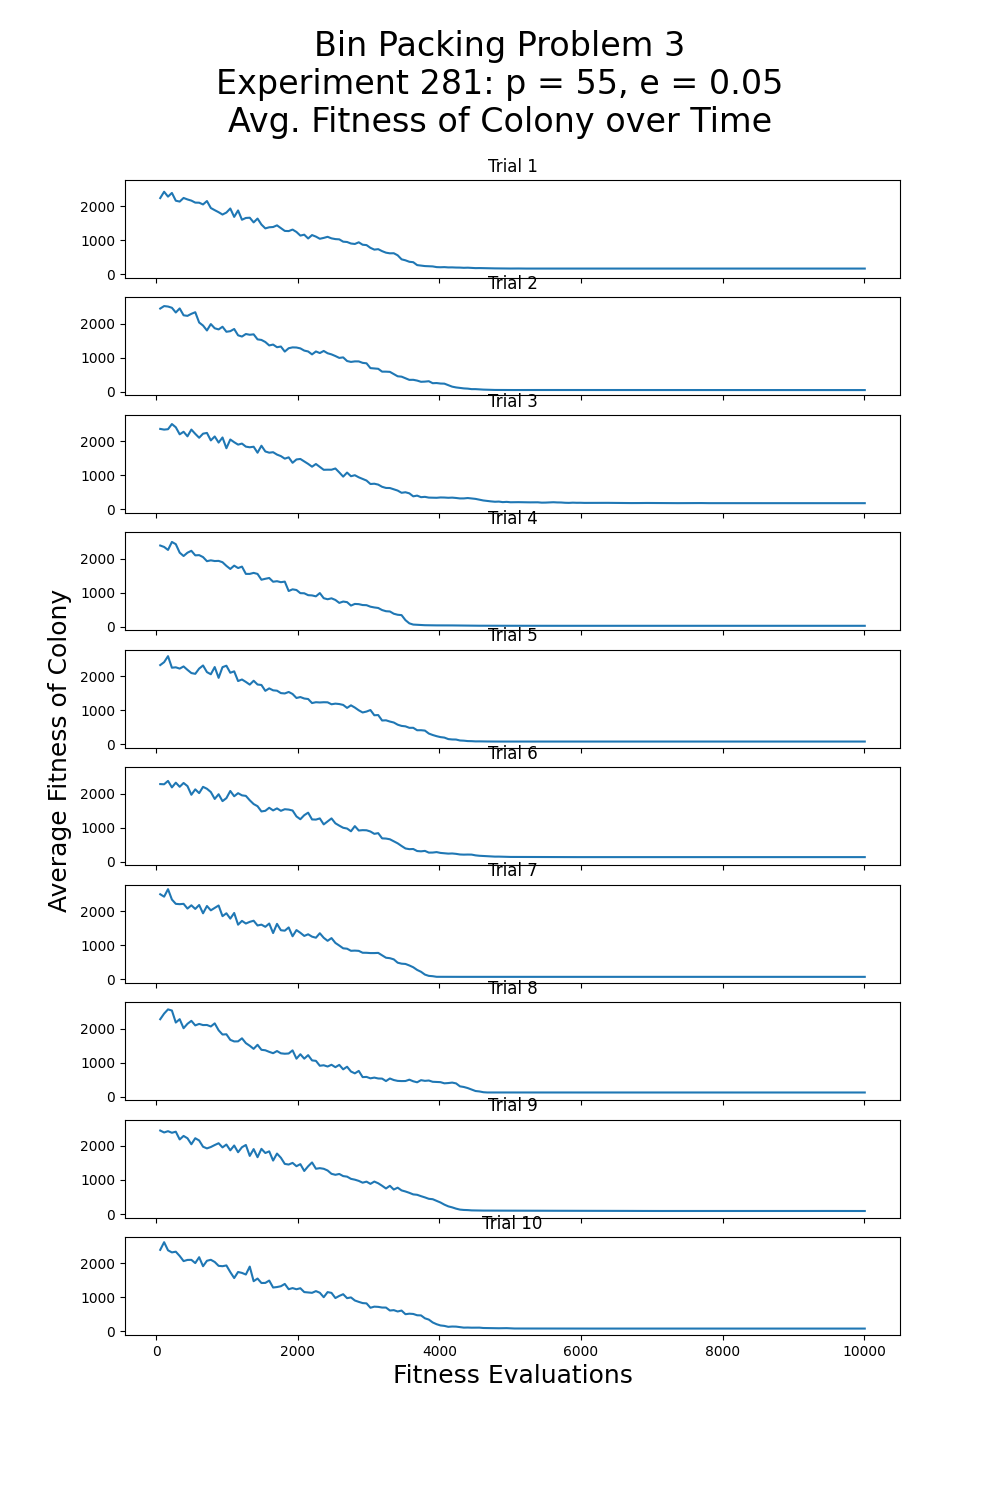 Bin Packing Problem 3
Experiment 281: p = 55, e = 0.05
Avg. Fitness of Colony over Time
Trial 1
2000
1000
0
Trial 2
2000
1000
0
Trial 3
2000
1000
0
Trial 4
2000
1000
0
Trial 5
2000
1000
0
Trial 6
2000
1000
0
Trial 7
2000
1000
0
Trial 8
2000
1000
0
Trial 9
2000
1000
0
Trial 10
2000
1000
0
0 2000 4000 6000 8000 10000
Fitness Evaluations
Average Fitness of Colony